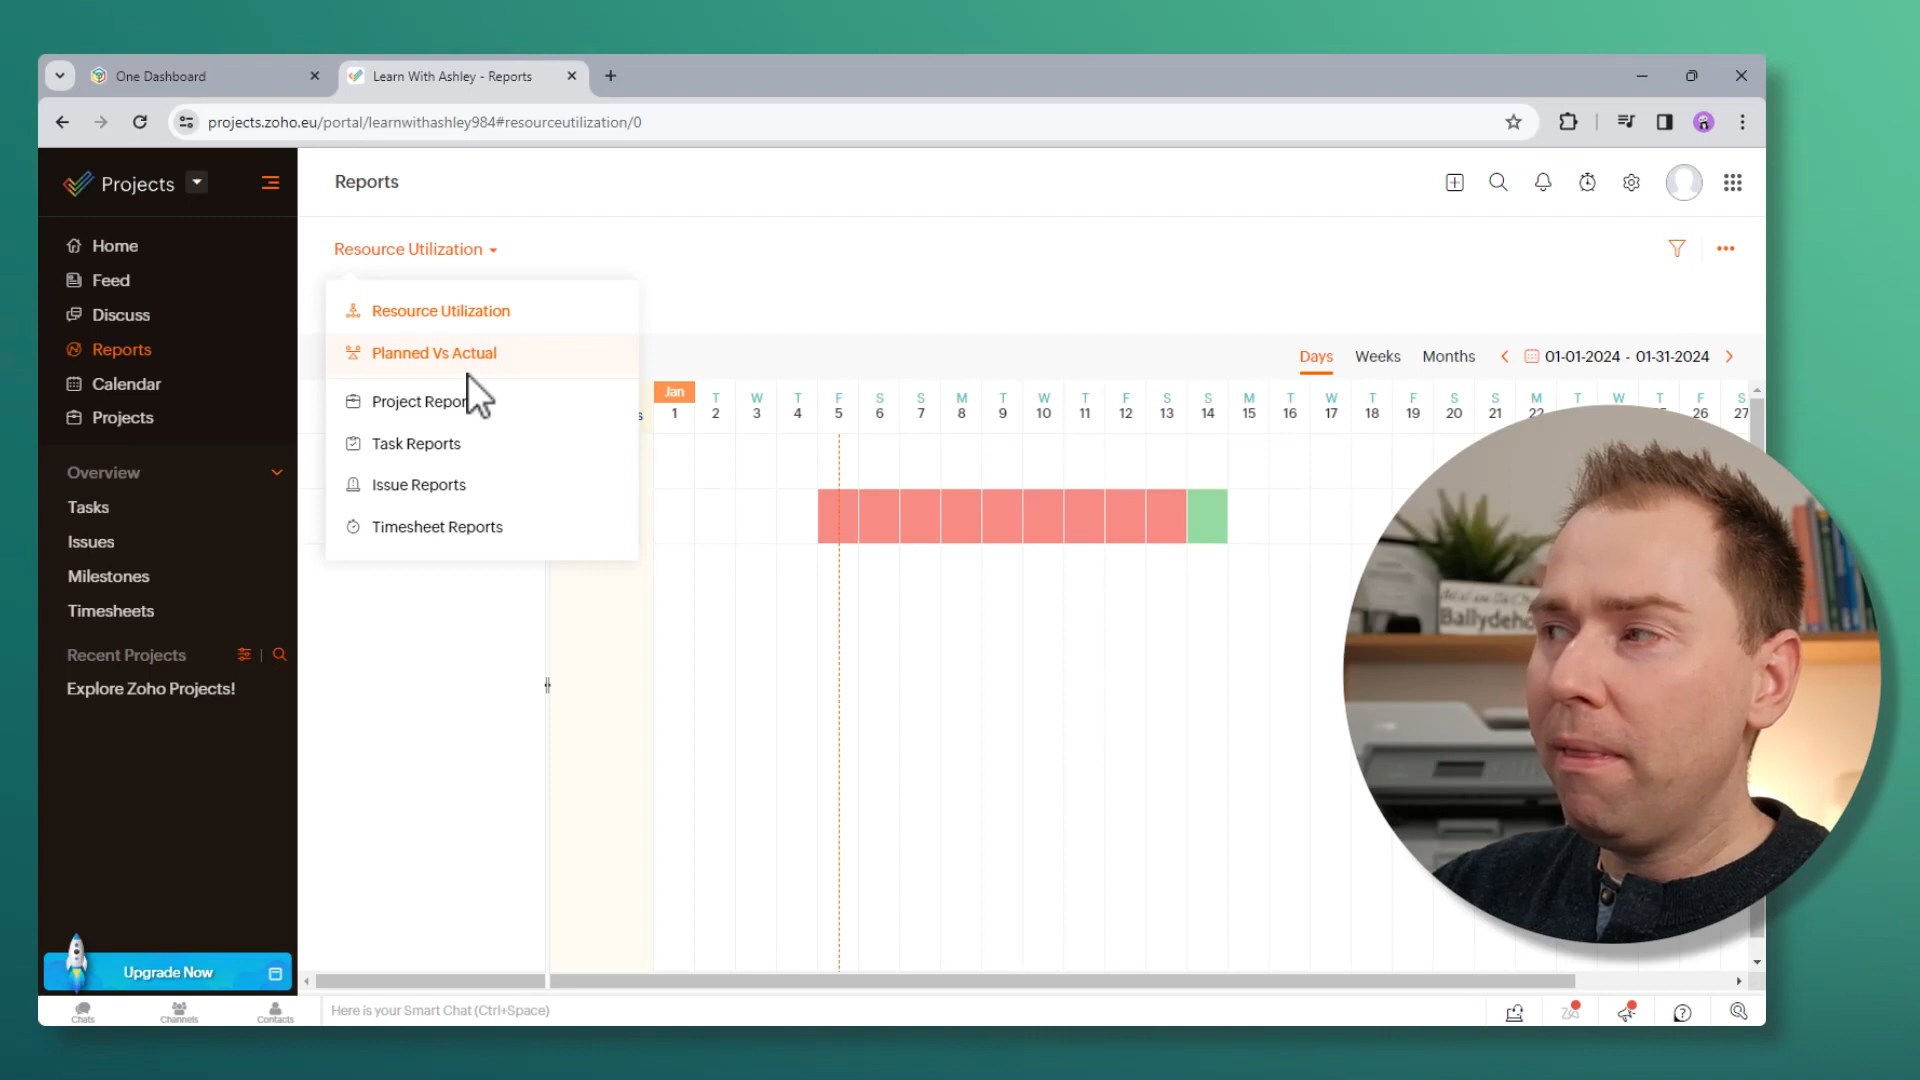 One Dashboard
Learn With Ashley - Reports
projects.zoho.eu/portal/learnwithashley984#resourceutilization/0
Projects
Reports
Home
Feed
Discuss
Reports
Calendar
Projects
Overview
Tasks
Issues
Milestones
Timesheets
Recent Projects
Explore Zoho Projects!
Upgrade Now
Chats
Channels
Contacts
Resource Utilization
Resource Utilization
Planned Vs Actual
Project Repor
Task Reports
Issue Reports
Timesheet Reports
Days Weeks Months 01-01-2024 - 01-31-2024
Jan T W T F S S M T W T F S S M T W T F S S M T W T F S
1 2 3 4 5 6 7 8 9 10 11 12 13 14 15 16 17 18 19 20 21 22 26 27
Ballydeho
Here is your Smart Chat (Ctrl+Space)